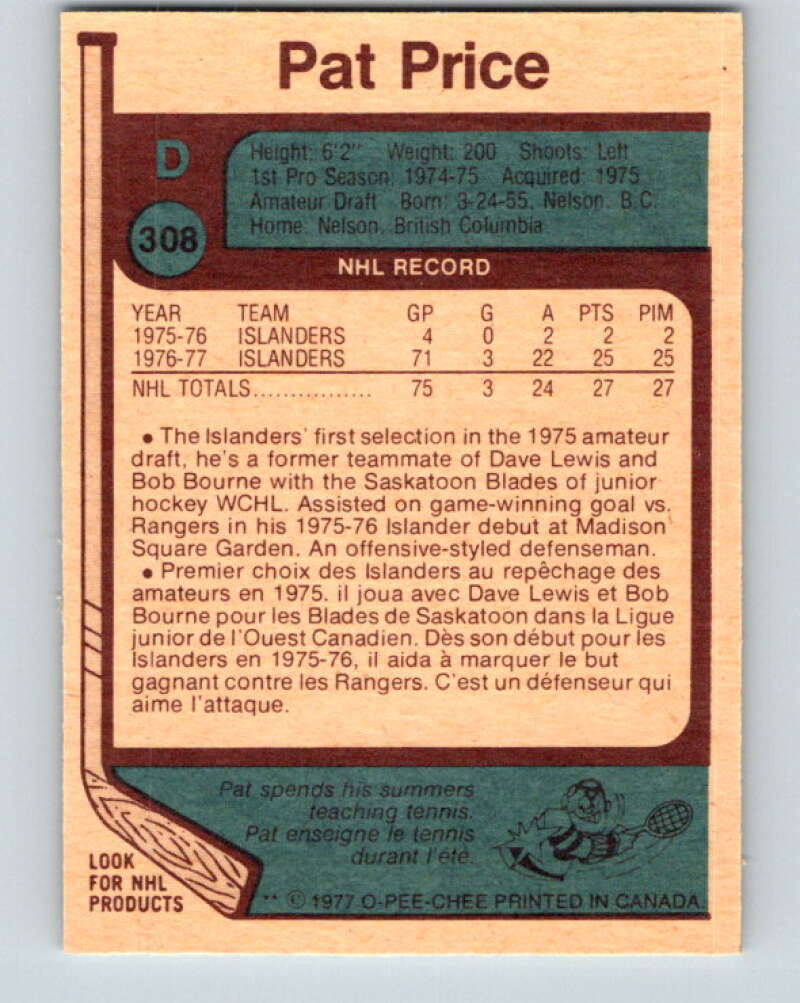 Pat Price
D
308
Height: 6'2" Weight: 200 Shoots: Left
1st Pro Season: 1974-75 Acquired: 1975
Amateur Draft Born: 3-24-55, Nelson, B.C.
Home: Nelson, British Columbia
NHL RECORD
YEAR TEAM GP G A PTS PIM
1975-76 ISLANDERS 4 0 2 2 2
1976-77 ISLANDERS 71 3 22 25 25
NHL TOTALS................ 75 3 24 27 27
• The Islanders' first selection in the 1975 amateur
draft, he's a former teammate of Dave Lewis and
Bob Bourne with the Saskatoon Blades of junior
hockey WCHL. Assisted on game-winning goal vs.
Rangers in his 1975-76 Islander debut at Madison
Square Garden. An offensive-styled defenseman.
• Premier choix des Islanders au repêchage des
amateurs en 1975. il joua avec Dave Lewis et Bob
Bourne pour les Blades de Saskatoon dans la Ligue
junior de l'Ouest Canadien. Dès son début pour les
Islanders en 1975-76, il aida à marquer le but
gagnant contre les Rangers. C'est un défenseur qui
aime l'attaque.
Pat spends his summers
teaching tennis.
Pat enseigne le tennis
durant l'été.
LOOK
FOR NHL
PRODUCTS
** © 1977 O-PEE-CHEE PRINTED IN CANADA